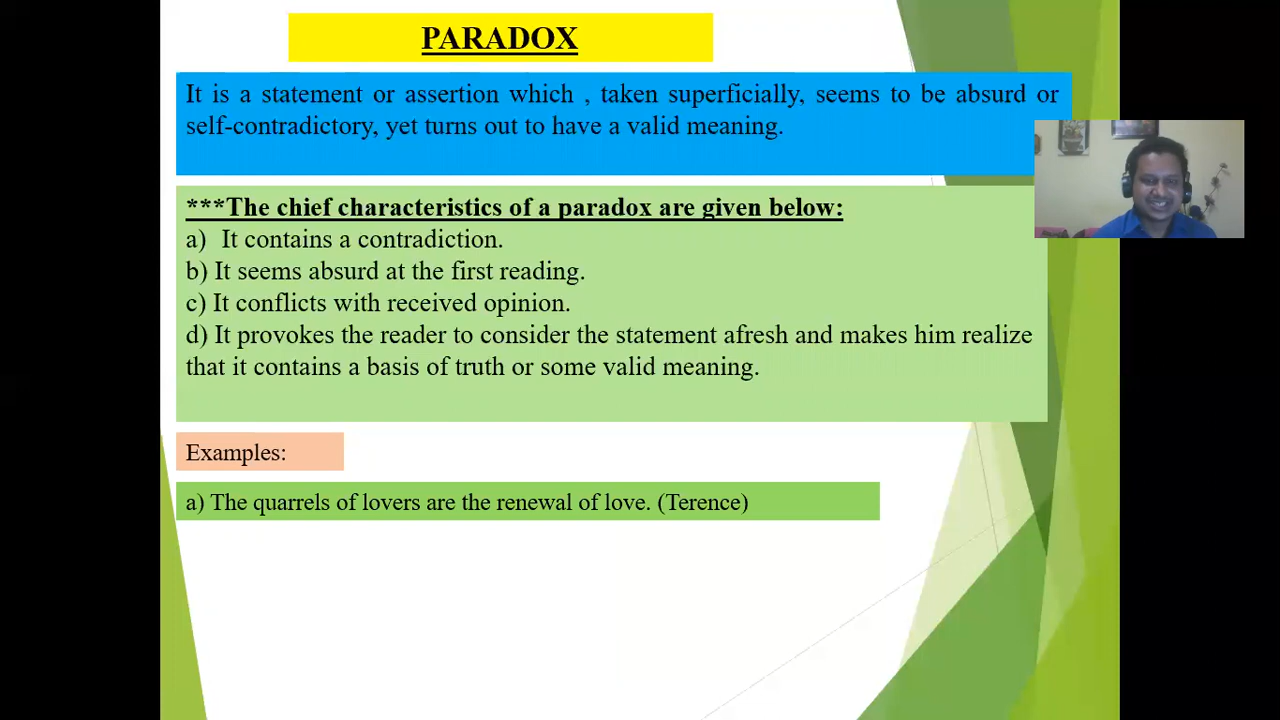 PARADOX
It is a statement or assertion which , taken superficially, seems to be absurd or
self-contradictory, yet turns out to have a valid meaning.
***The chief characteristics of a paradox are given below:
a) It contains a contradiction.
b) It seems absurd at the first reading.
c) It conflicts with received opinion.
d) It provokes the reader to consider the statement afresh and makes him realize
that it contains a basis of truth or some valid meaning.
Examples:
a) The quarrels of lovers are the renewal of love. (Terence)